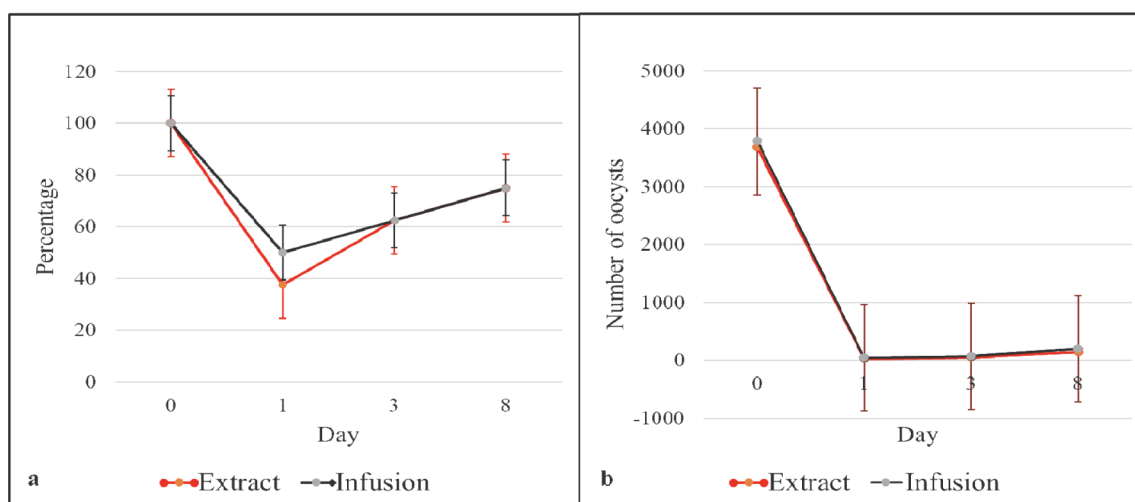 120
100
80
60
40
20
0
Percentage
0 1 3 8
Day
a
Extract Infusion
5000
4000
3000
2000
1000
0
-1000
Number of oocysts
0 1 3 8
Day
b
Extract Infusion